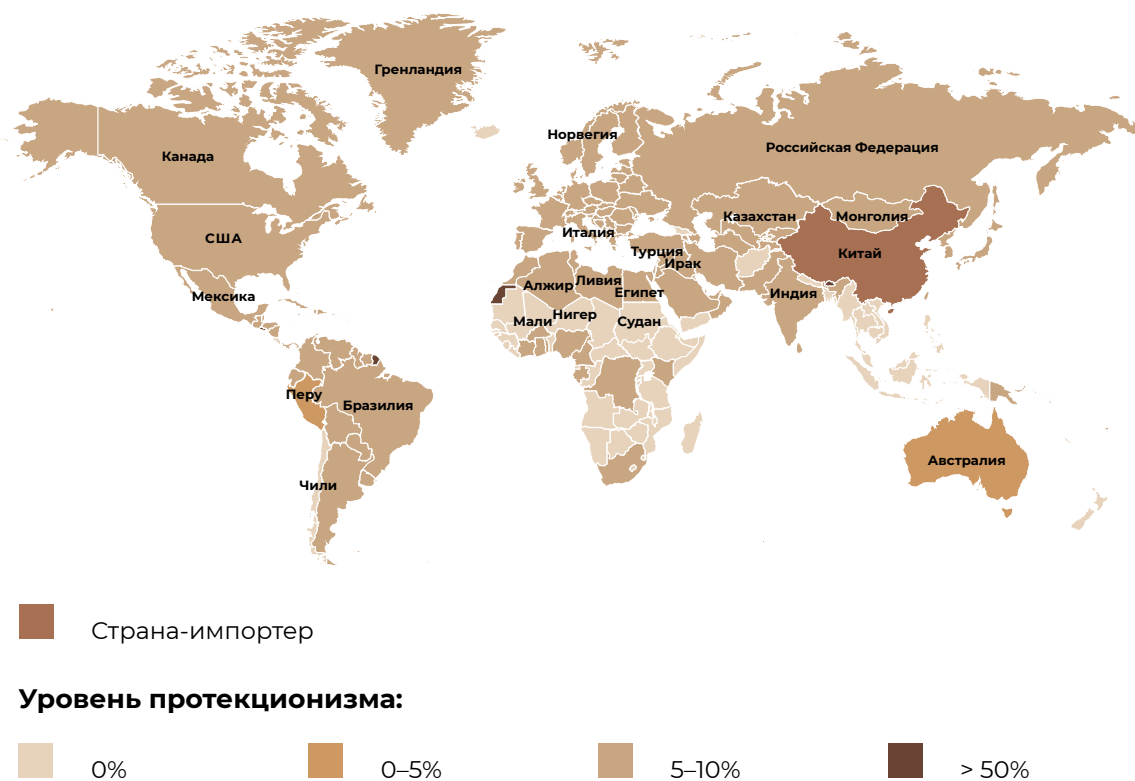 Гренландия
Норвегия
Канада
Российская Федерация
Казахстан
Монголия
США
Италия
Турция
Китай
Ирак
Алжир
Ливия
Египет
Индия
Мексика
Мали
Нигер
Судан
Перу
Бразилия
Австралия
Чили
Страна-импортер
Уровень протекционизма:
0%
0–5%
5–10%
> 50%